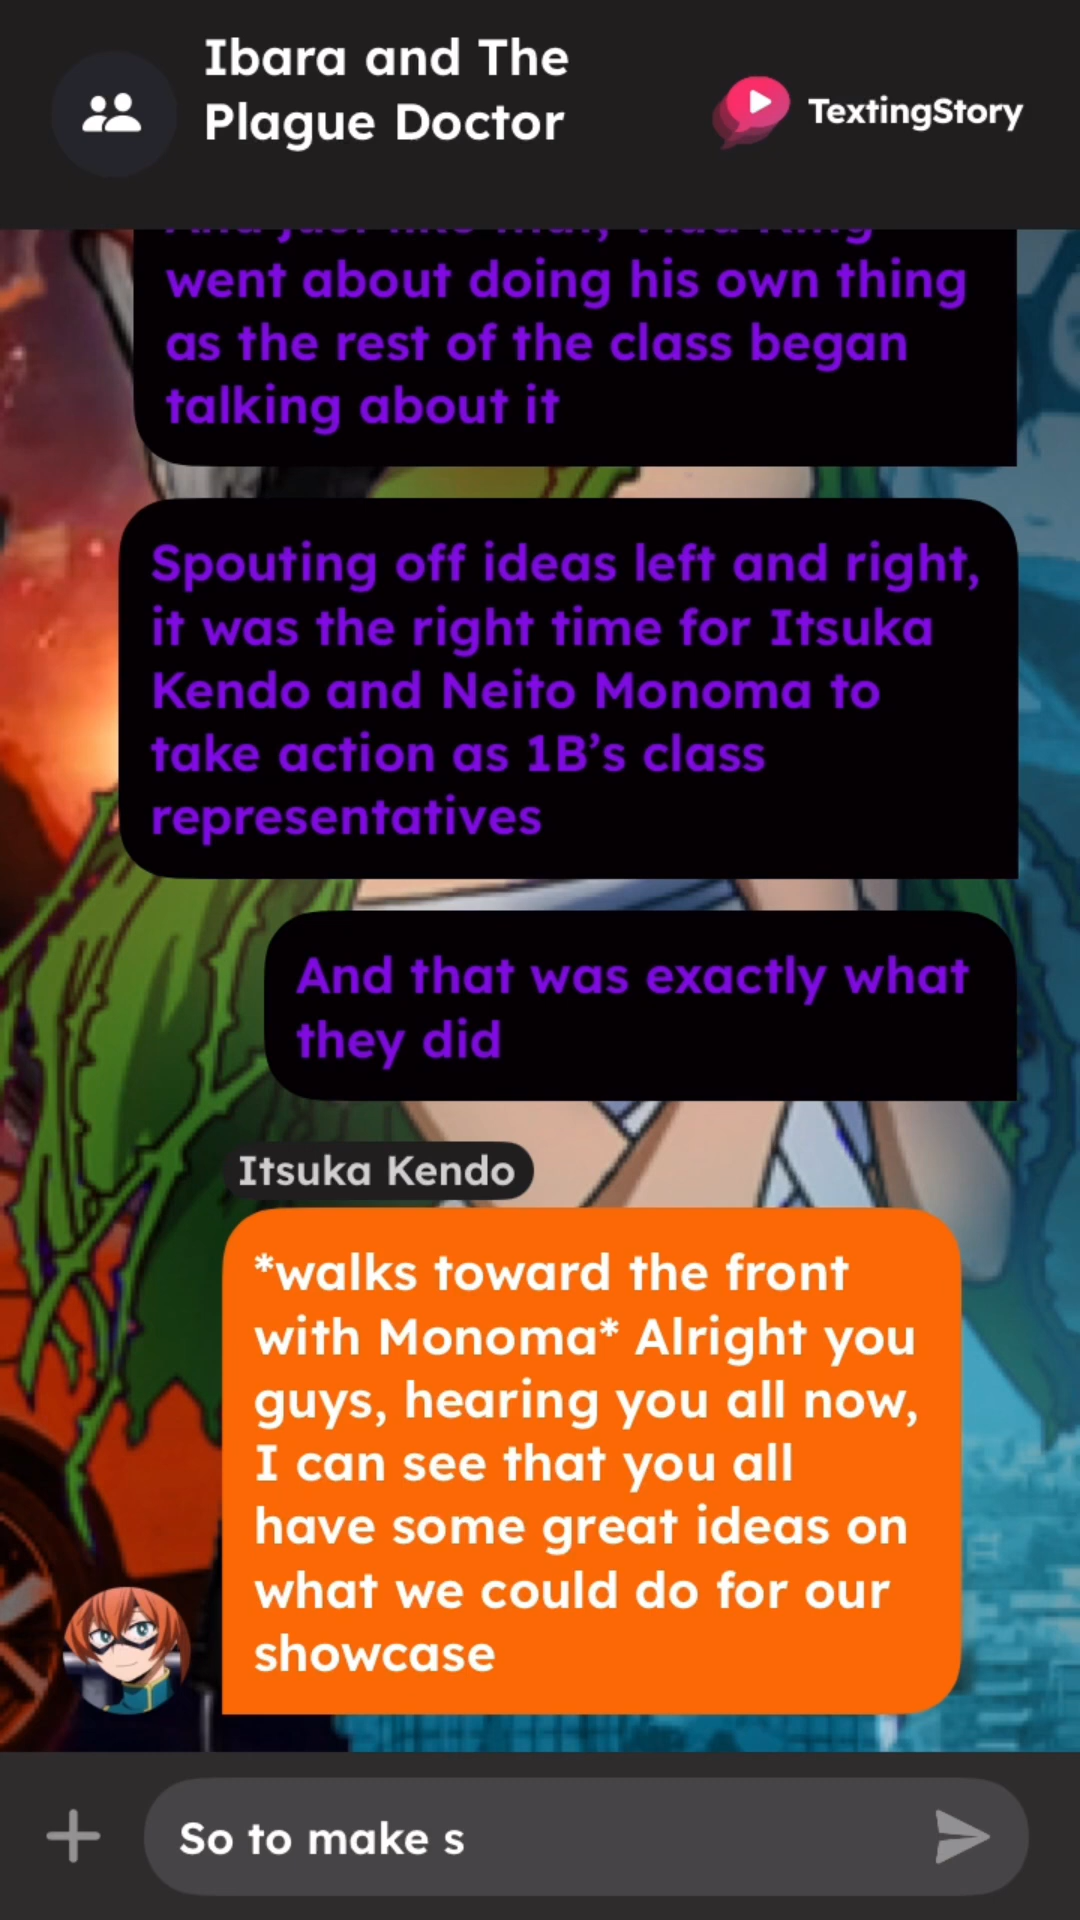 Ibara and The
Plague Doctor
TextingStory
And just like that,
went about doing his own thing
as the rest of the class began
talking about it
Spouting off ideas left and right,
it was the right time for Itsuka
Kendo and Neito Monoma to
take action as 1B’s class
representatives
And that was exactly what
they did
Itsuka Kendo
*walks toward the front
with Monoma* Alright you
guys, hearing you all now,
I can see that you all
have some great ideas on
what we could do for our
showcase
So to make s